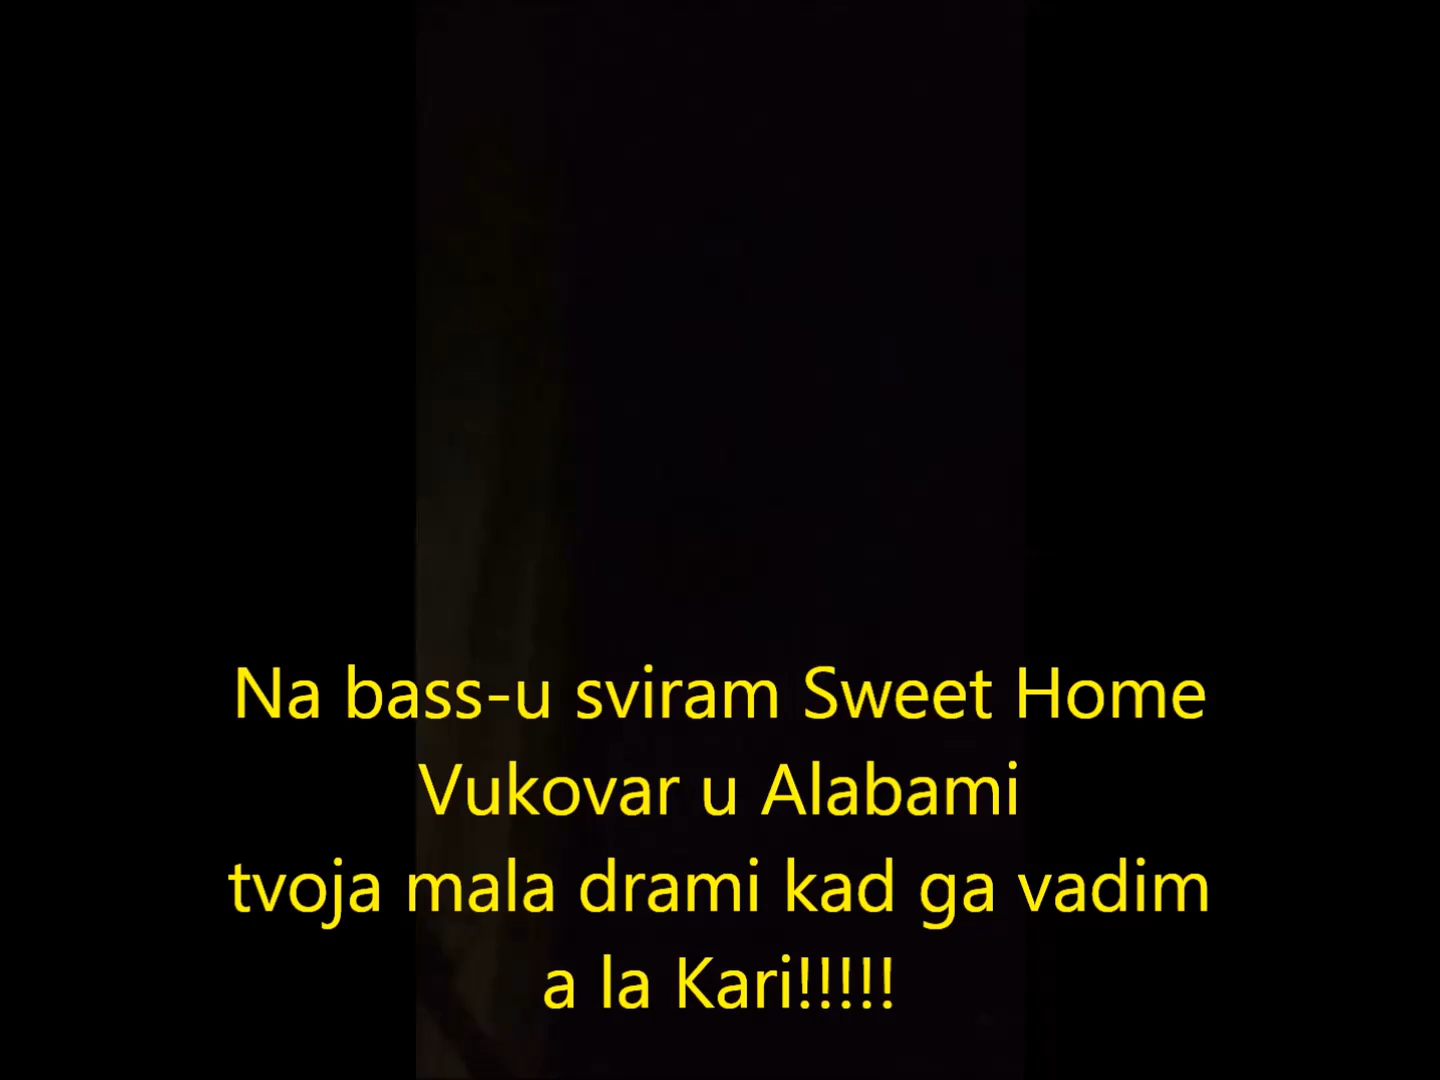 Na bass-u sviram Sweet Home
Vukovar u Alabami
tvoja mala drami kad ga vadim
a la Kari!!!!!